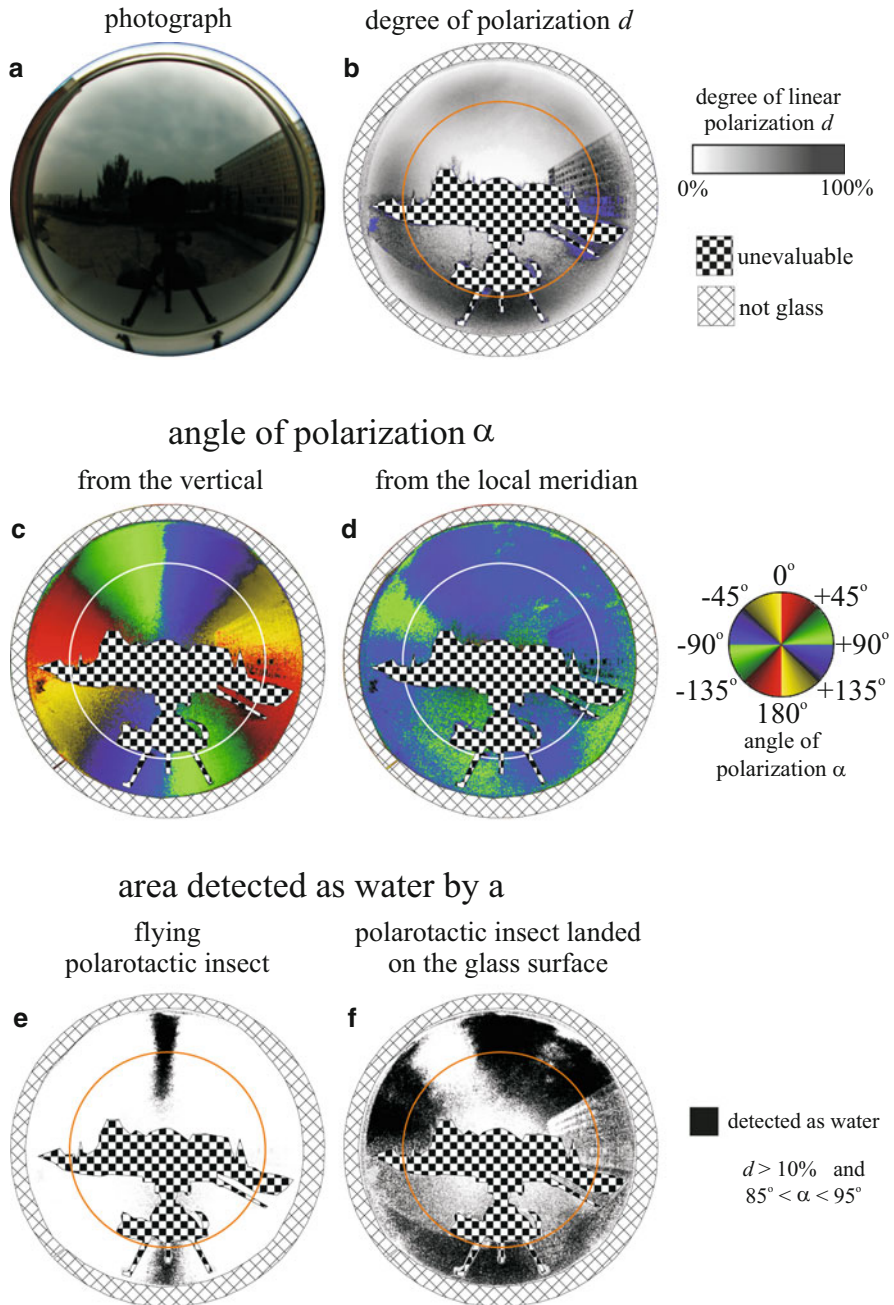 photograph
degree of polarization d
a
b
degree of linear
polarization d
0%
100%
unevaluable
not glass
angle of polarization α
from the vertical
from the local meridian
c
d
0°
-45°
+45°
-90°
+90°
-135°
+135°
180°
angle of
polarization α
area detected as water by a
flying
polarotactic insect
polarotactic insect landed
on the glass surface
e
f
detected as water
d > 10% and
85° < α < 95°